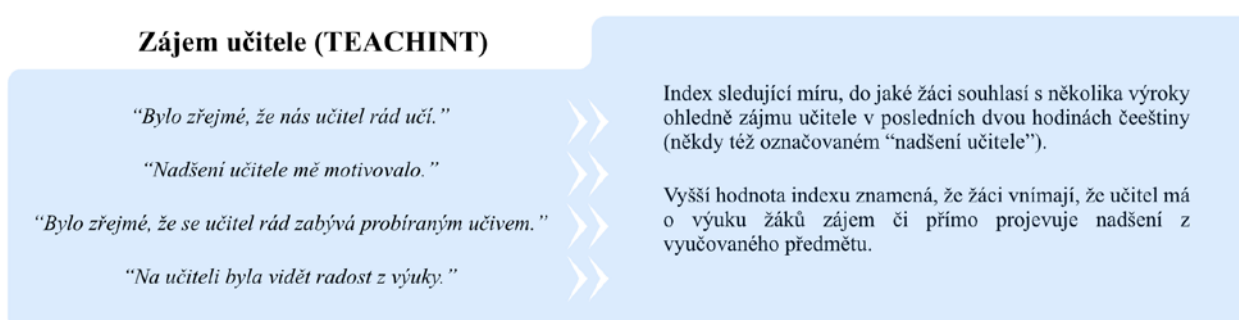 Zájem učitele (TEACHINT)
“Bylo zřejmé, že nás učitel rád učí.”
“Nadšení učitele mě motivovalo.”
“Bylo zřejmé, že se učitel rád zabývá probíraným učivem.”
“Na učiteli byla vidět radost z výuky.”
Index sledující míru, do jaké žáci souhlasí s několika výroky
ohledně zájmu učitele v posledních dvou hodinách čeeštiny
(někdy též označovaném “nadšení učitele”).
Vyšší hodnota indexu znamená, že žáci vnímají, že učitel má
o výuku žáků zájem či přímo projevuje nadšení z
vyučovaného předmětu.